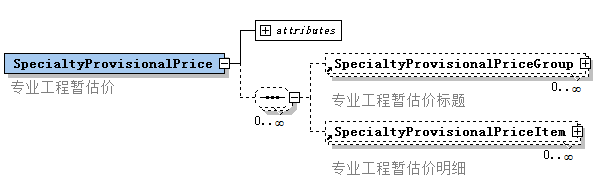 attributes
SpecialtyProvisionalPrice
专业工程暂估价
SpecialtyProvisionalPriceGroup
0..∞
专业工程暂估价标题
0..∞
SpecialtyProvisionalPriceItem
0..∞
专业工程暂估价明细